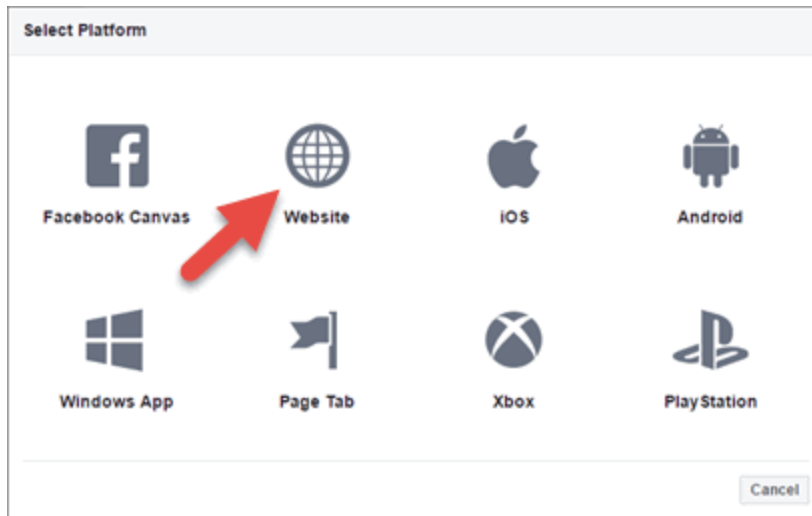 Select Platform
Facebook Canvas Website iOS Android
Windows App Page Tab Xbox PlayStation
Cancel